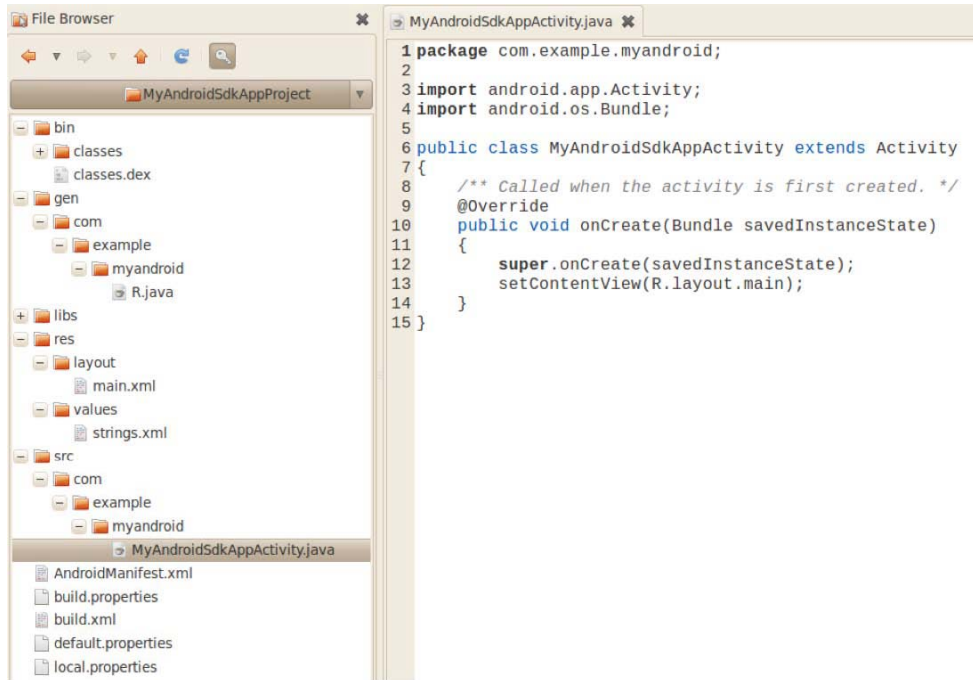 File Browser
MyAndroidSdkAppProject
bin
classes
classes.dex
gen
com
example
myandroid
R.java
libs
res
layout
main.xml
values
strings.xml
src
com
example
myandroid
MyAndroidSdkAppActivity.java
AndroidManifest.xml
build.properties
build.xml
default.properties
local.properties
MyAndroidSdkAppActivity.java
1 package com.example.myandroid;
2
3 import android.app.Activity;
4 import android.os.Bundle;
5
6 public class MyAndroidSdkAppActivity extends Activity
7 {
8     /** Called when the activity is first created. */
9     @Override
10     public void onCreate(Bundle savedInstanceState)
11     {
12         super.onCreate(savedInstanceState);
13         setContentView(R.layout.main);
14     }
15 }